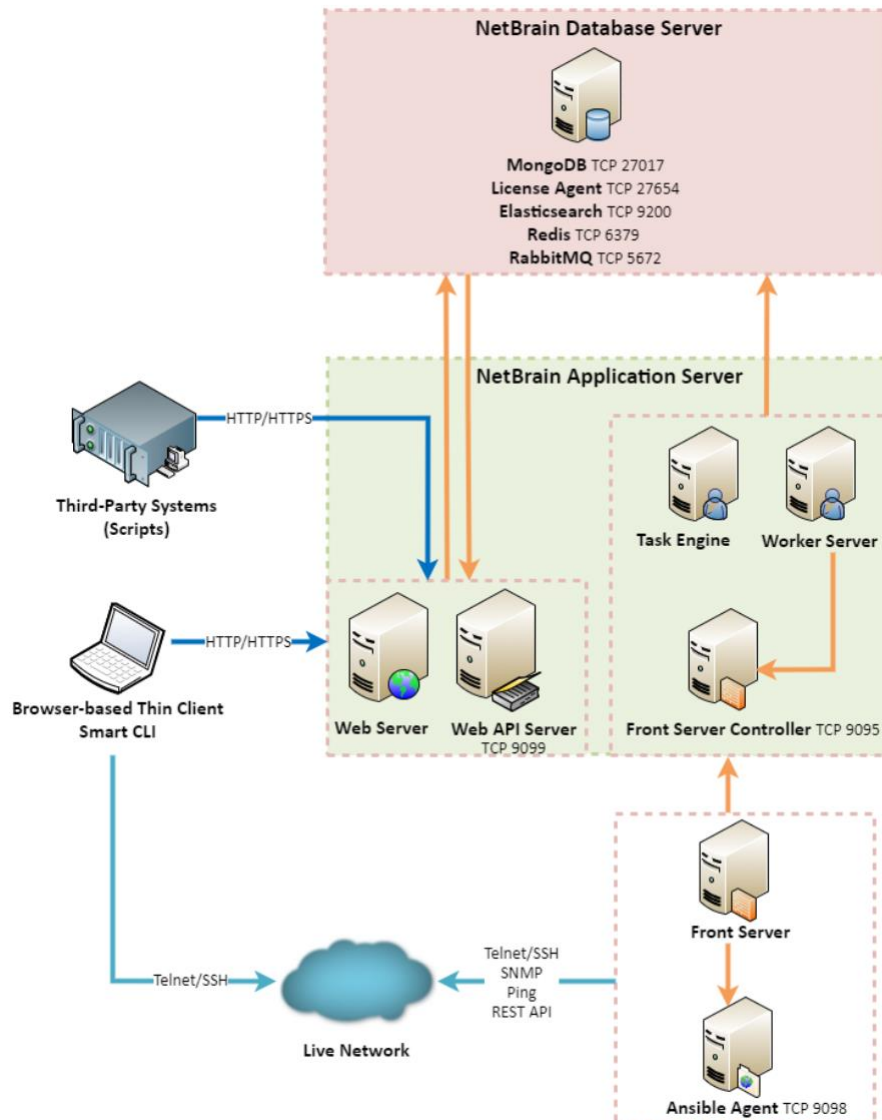 NetBrain Database Server
MongoDB TCP 27017
License Agent TCP 27654
Elasticsearch TCP 9200
Redis TCP 6379
RabbitMQ TCP 5672
NetBrain Application Server
HTTP/HTTPS
Third-Party Systems
(Scripts)
Task Engine
Worker Server
HTTP/HTTPS
Browser-based Thin Client
Smart CLI
Web Server
Web API Server
TCP 9099
Front Server Controller TCP 9095
Front Server
Telnet/SSH
Telnet/SSH
SNMP
Ping
REST API
Live Network
Ansible Agent TCP 9098